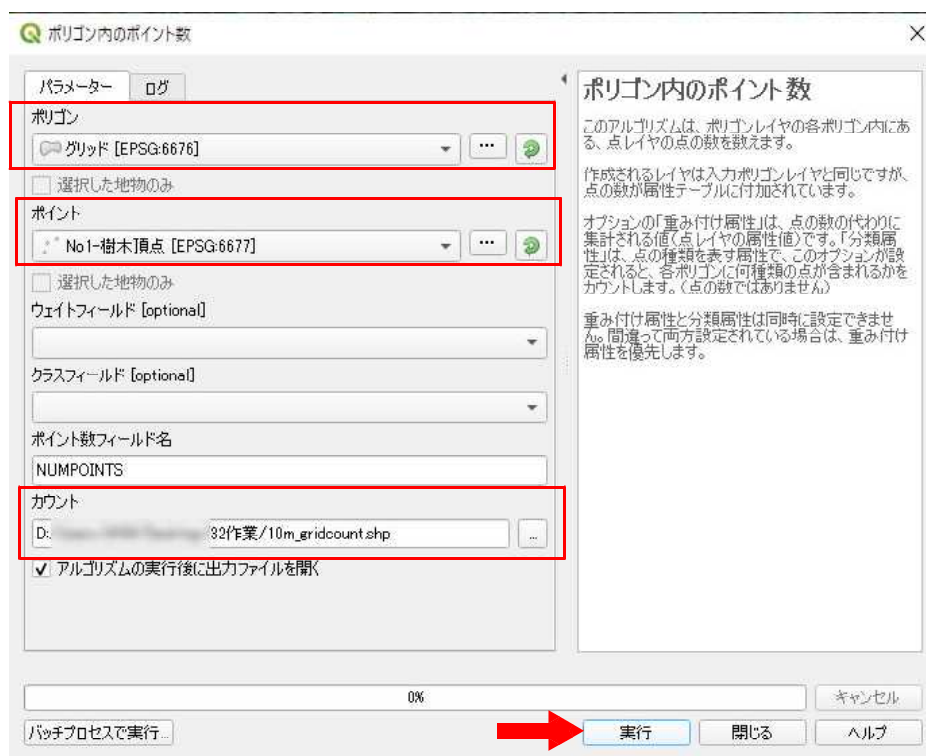 ポリゴン内のポイント数
パラメーター
ログ
ポリゴン
グリッド [EPSG:6676]
...
選択した地物のみ
ポイント
No1-樹木頂点 [EPSG:6677]
...
選択した地物のみ
ウェイトフィールド [optional]
クラスフィールド [optional]
ポイント数フィールド名
NUMPOINTS
カウント
D:
32作業/10m_gridcount.shp
...
アルゴリズムの実行後に出力ファイルを開く
ポリゴン内のポイント数
このアルゴリズムは、ポリゴンレイヤの各ポリゴン内にあ
る、点レイヤの点の数を数えます。
作成されるレイヤは入力ポリゴンレイヤと同じですが、
点の数が属性テーブルに付加されています。
オプションの「重み付け属性」は、点の数の代わりに
集計される値(点レイヤの属性値)です。「分類属
性」は、点の種類を表す属性で、このオプションが設
定されると、各ポリゴンに何種類の点が含まれるかを
カウントします。(点の数ではありません)
重み付け属性と分類属性は同時に設定できませ
ん。間違って両方設定されている場合は、重み付け
属性を優先します。
0%
キャンセル
バッチプロセスで実行...
実行
閉じる
ヘルプ